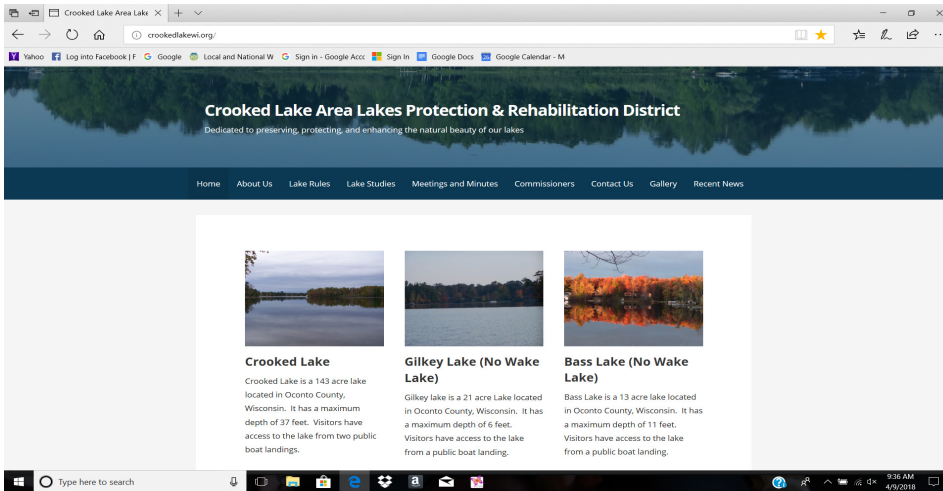 Crooked Lake Area Lake
crookedlakewi.org/
Yahoo Log into Facebook | F Google Local and National W Sign in - Google Acco Sign In Google Docs Google Calendar - M
Crooked Lake Area Lakes Protection & Rehabilitation District
Dedicated to preserving, protecting, and enhancing the natural beauty of our lakes
Home About Us Lake Rules Lake Studies Meetings and Minutes Commissioners Contact Us Gallery Recent News
Crooked Lake
Crooked Lake is a 143 acre lake
located in Oconto County,
Wisconsin. It has a maximum
depth of 37 feet. Visitors have
access to the lake from two public
boat landings.
Gilkey Lake (No Wake
Lake)
Gilkey lake is a 21 acre Lake located
in Oconto County, Wisconsin. It has
a maximum depth of 6 feet.
Visitors have access to the lake
from a public boat landing.
Bass Lake (No Wake
Lake)
Bass Lake is a 13 acre lake located
in Oconto County, Wisconsin. It has
a maximum depth of 11 feet.
Visitors have access to the lake
from a public boat landing.
Type here to search
9:36 AM
4/9/2018